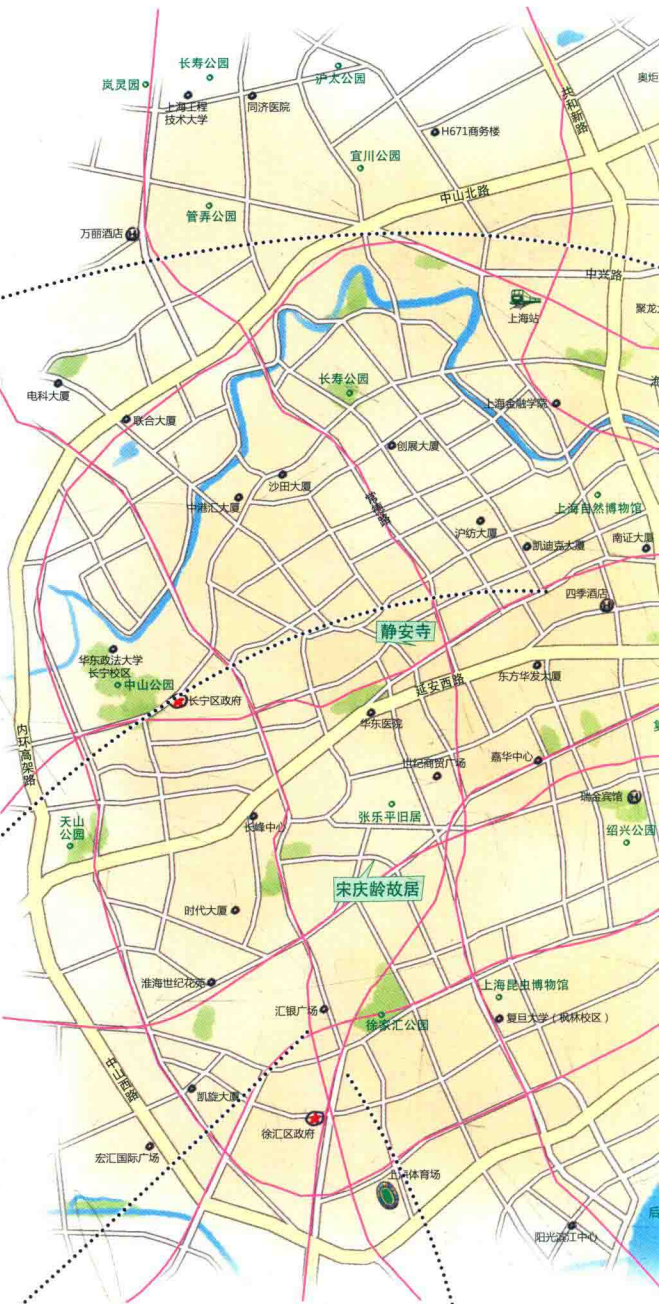 长寿公园
岚灵园
沪太公园
奥炬
上海工程
技术大学
同济医院
共和新路
H671商务楼
宜川公园
中山北路
管弄公园
万丽酒店
中兴路
上海站
聚龙
电科大厦
长寿公园
联合大厦
上海金融学院
创展大厦
沙田大厦
中港汇大厦
常德路
上海自然博物馆
沪纺大厦
凯迪克大厦
南证大厦
四季酒店
静安寺
华东政法大学
长宁校区
中山公园
长宁区政府
延安西路
东方华发大厦
华东医院
内环高架路
世纪商贸广场
嘉华中心
瑞金宾馆
张乐平旧居
长峰中心
天山
公园
绍兴公园
宋庆龄故居
时代大厦
淮海世纪花苑
上海昆虫博物馆
汇银广场
徐家汇公园
复旦大学（枫林校区）
中山西路
凯旋大厦
徐汇区政府
宏汇国际广场
上海体育场
后
阳光滨江中心